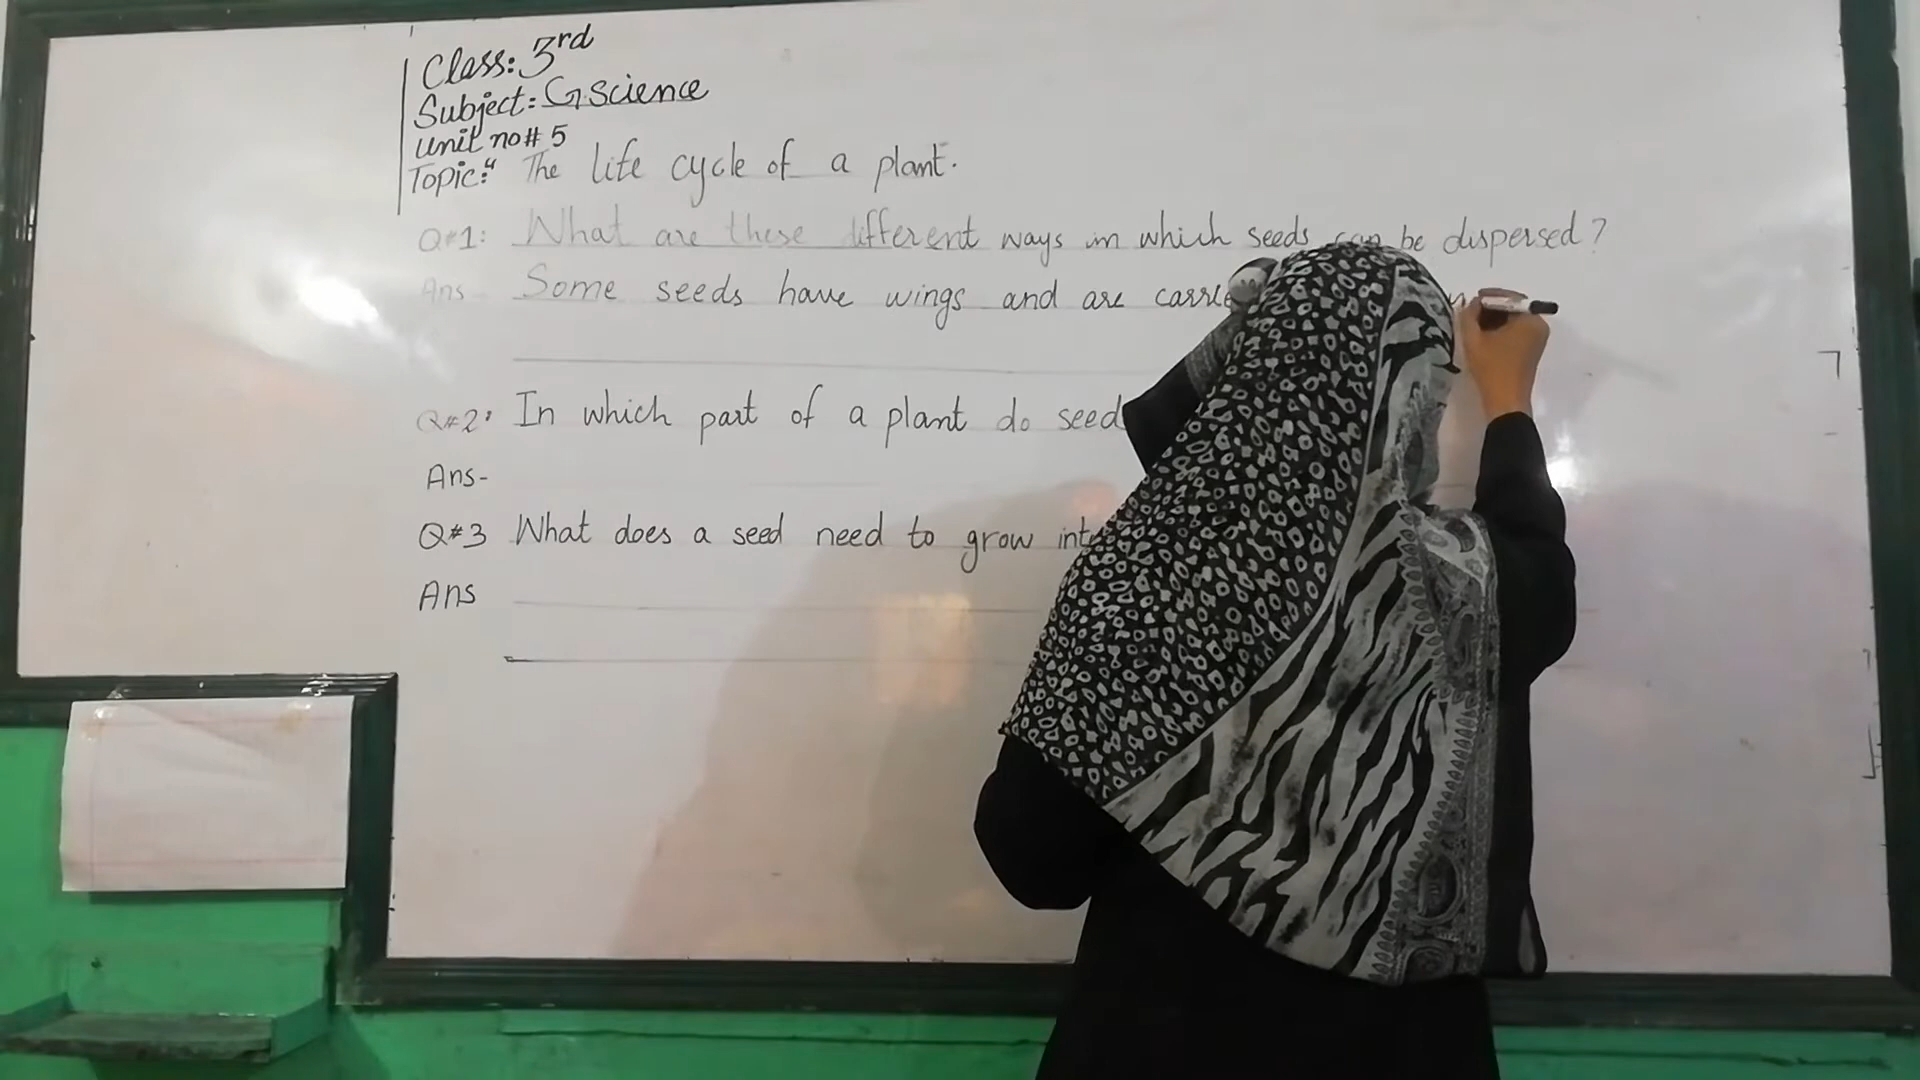 Class: 3rd
Subject: G.science
Unit no# 5
Topic:" The life cycle of a plant.
Q#1: What are these different ways in which seeds can be dispersed?
Ans Some seeds have wings and are
Q#2: In which part of a plant do seed
Ans-
Q#3 What does a seed need to grow
Ans